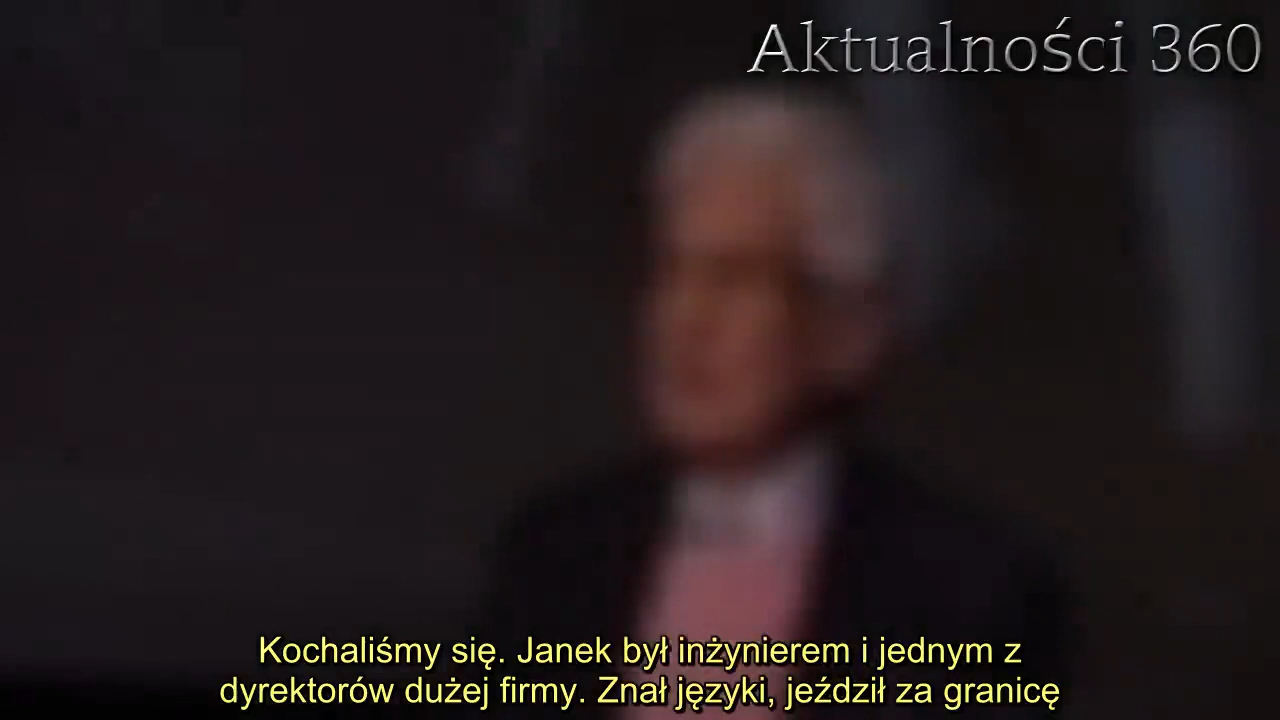 Aktualności 360
Kochaliśmy się. Janek był inżynierem i jednym z
dyrektorów dużej firmy. Znał języki, jeździł za granicę